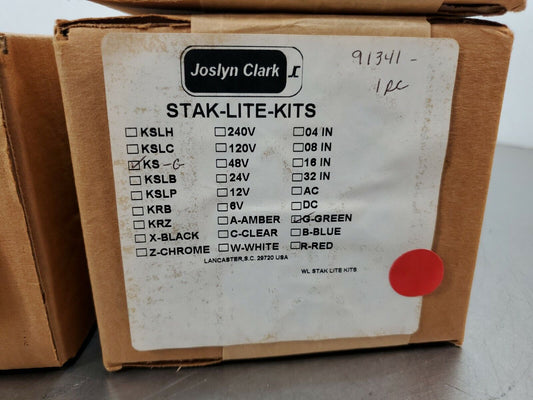 Joslyn Clark
91341-
1 PC
STAK-LITE-KITS
KSLH 240V 04 IN
KSLC 120V 08 IN
KS -G 48V 16 IN
KSLB 24V 32 IN
KSLP 12V AC
KRB 6V DC
KRZ A-AMBER G-GREEN
X-BLACK C-CLEAR B-BLUE
Z-CHROME W-WHITE R-RED
LANCASTER,S.C. 29720 USA
WL STAK LITE KITS